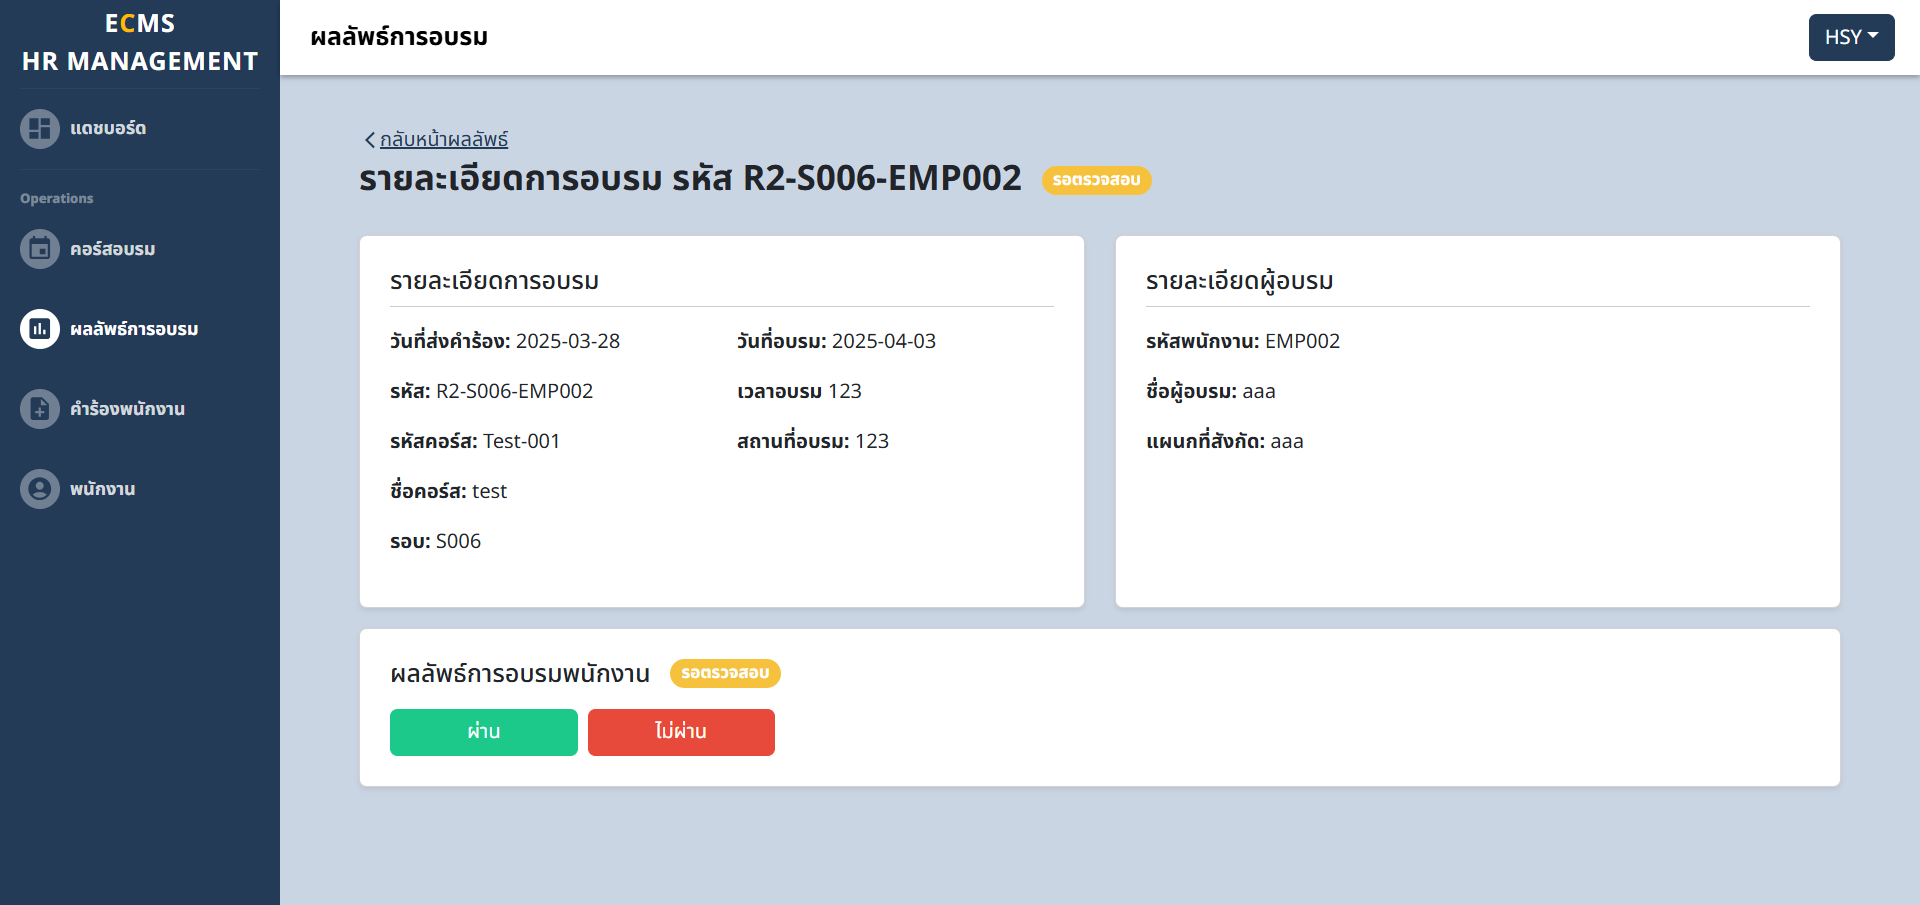 ECMS
HR MANAGEMENT
แดชบอร์ด
Operations
คอร์สอบรม
ผลลัพธ์การอบรม
คำร้องพนักงาน
พนักงาน
ผลลัพธ์การอบรม
HSY
กลับหน้าผลลัพธ์
รายละเอียดการอบรม รหัส R2-S006-EMP002 รอตรวจสอบ
รายละเอียดการอบรม
วันที่ส่งคำร้อง: 2025-03-28
รหัส: R2-S006-EMP002
รหัสคอร์ส: Test-001
ชื่อคอร์ส: test
รอบ: S006
วันที่อบรม: 2025-04-03
เวลาอบรม 123
สถานที่อบรม: 123
รายละเอียดผู้อบรม
รหัสพนักงาน: EMP002
ชื่อผู้อบรม: aaa
แผนกที่สังกัด: aaa
ผลลัพธ์การอบรมพนักงาน รอตรวจสอบ
ผ่าน
ไม่ผ่าน